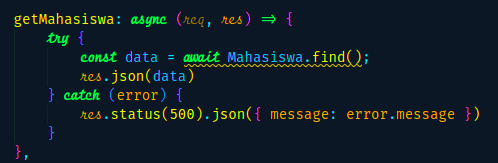 getMahasiswa: async (req, res) => {
    try {
        const data = await Mahasiswa.find();
        res.json(data)
    } catch (error) {
        res.status(500).json({ message: error.message })
    }
},